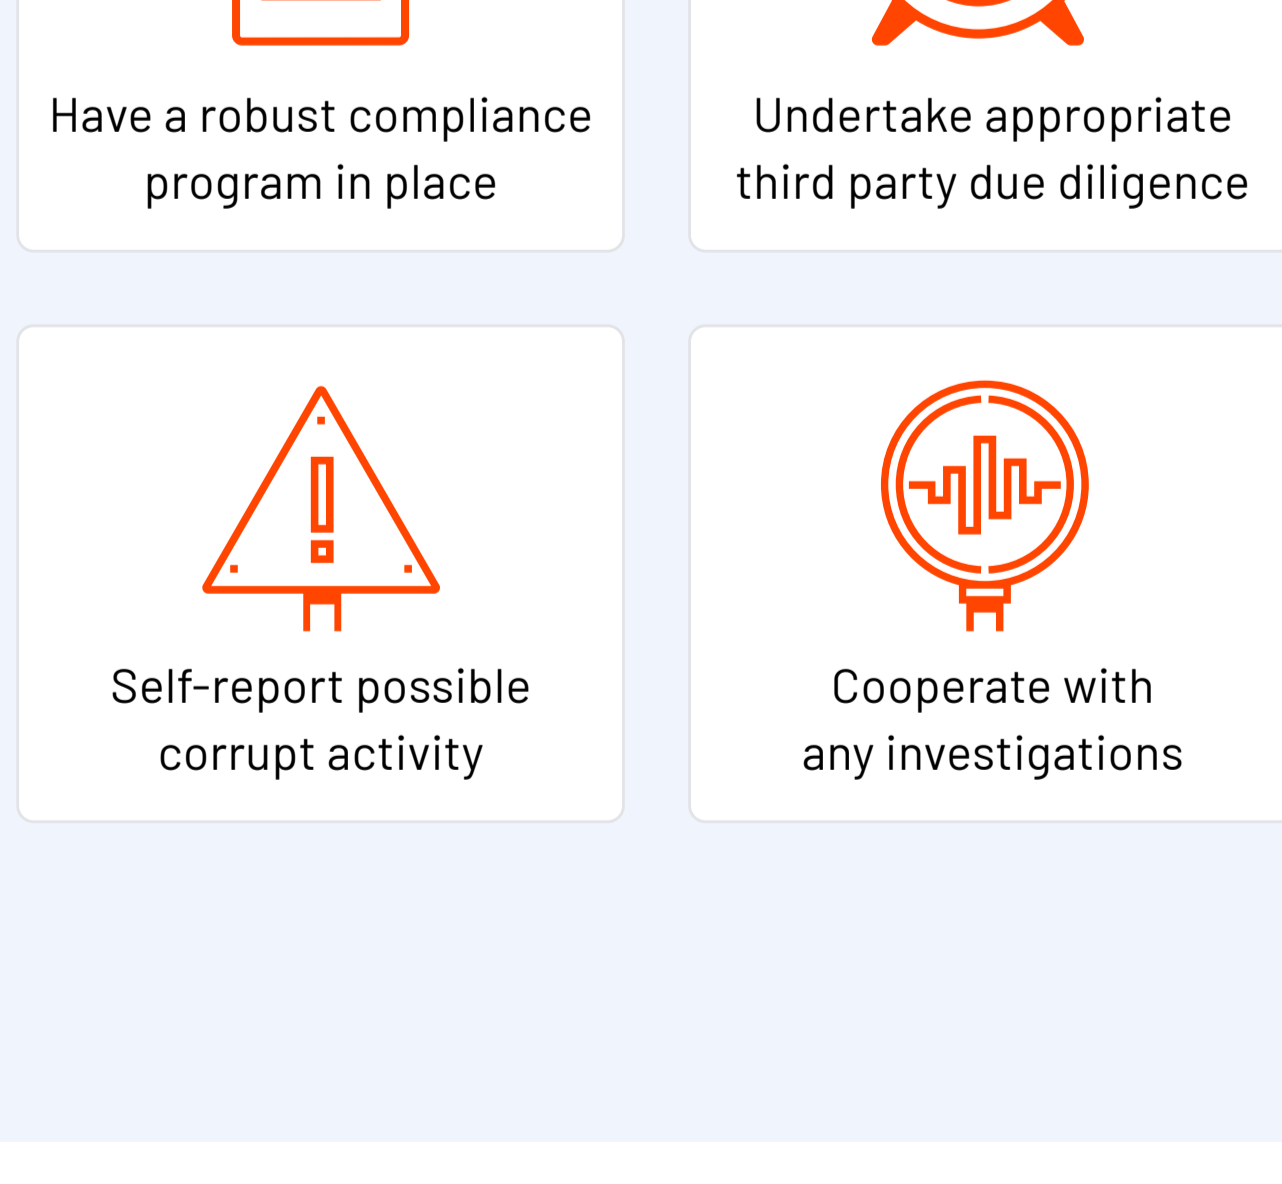 Have a robust compliance
program in place
Undertake appropriate
third party due diligence
Self-report possible
corrupt activity
Cooperate with
any investigations